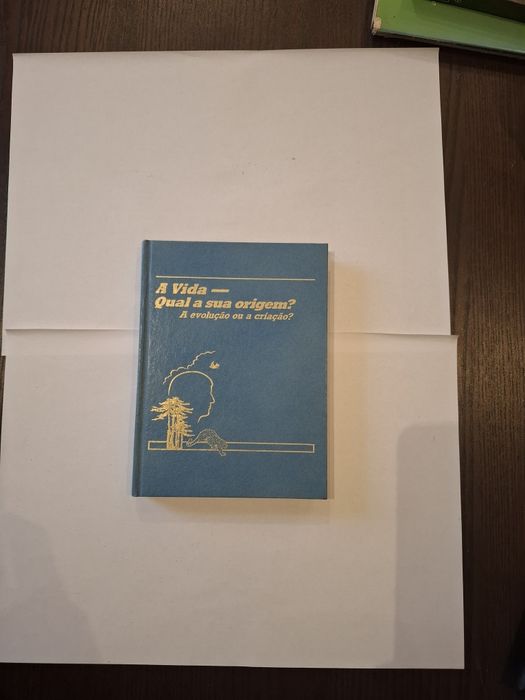 A Vida —
Qual a sua origem?
A evolução ou a criação?